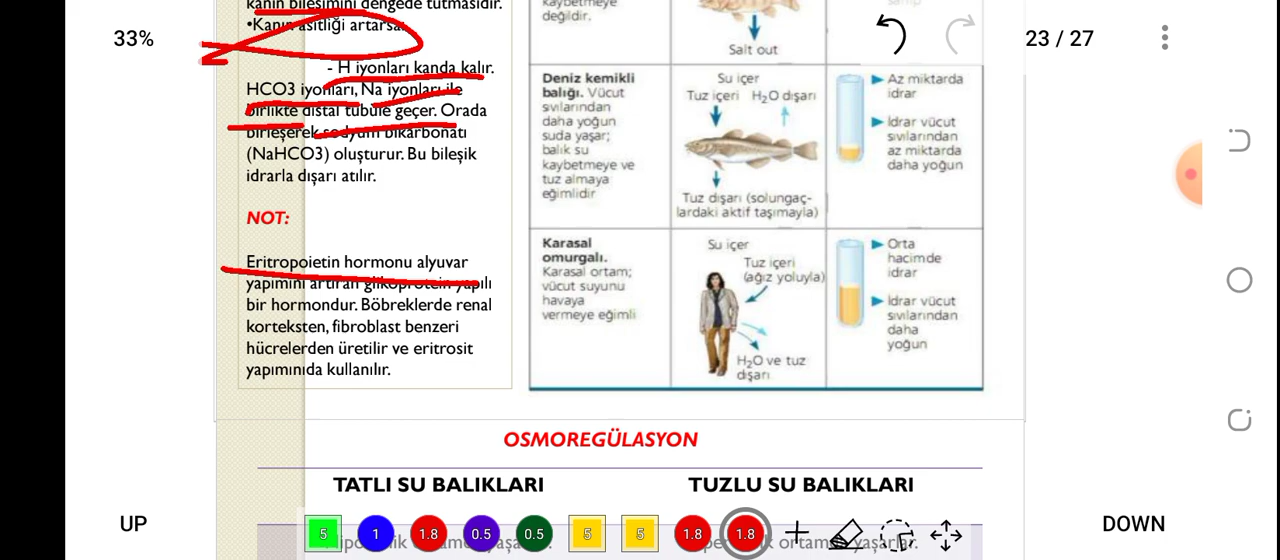 33%
23 / 27
kanın bileşimini dengede tutmasıdır.
•Kanın asitliği artarsa:
- H iyonları kanda kalır.
HCO3 iyonları, Na iyonları ile
birlikte distal tübüle geçer. Orada
birleşerek sodyum bikarbonatı
(NaHCO3) oluşturur. Bu bileşik
idrarla dışarı atılır.
NOT:
Eritropoietin hormonu alyuvar
yapımını artıran glikoprotein yapılı
bir hormondur. Böbreklerde renal
korteksten, fibroblast benzeri
hücrelerden üretilir ve eritrosit
yapımınıda kullanılır.
kaybetmeye
değildir.
Salt out
Deniz kemikli
balığı. Vücut
sıvılarından
daha yoğun
suda yaşar;
balık su
kaybetmeye ve
tuz almaya
eğimlidir
Su içer
Tuz içeri H₂O dışarı
Tuz dışarı (solungaç-
lardaki aktif taşımayla)
Az miktarda
idrar
İdrar vücut
sıvılarından
az miktarda
daha yoğun
Karasal
omurgalı.
Karasal ortam;
vücut suyunu
havaya
vermeye eğimli
Su içer
Tuz içeri
(ağız yoluyla)
H₂O ve tuz
dışarı
Orta
hacimde
idrar
İdrar vücut
sıvılarından
daha
yoğun
OSMOREGÜLASYON
TATLI SU BALIKLARI
TUZLU SU BALIKLARI
UP
5
1
1.8
0.5
0.5
5
5
1.8
1.8
DOWN